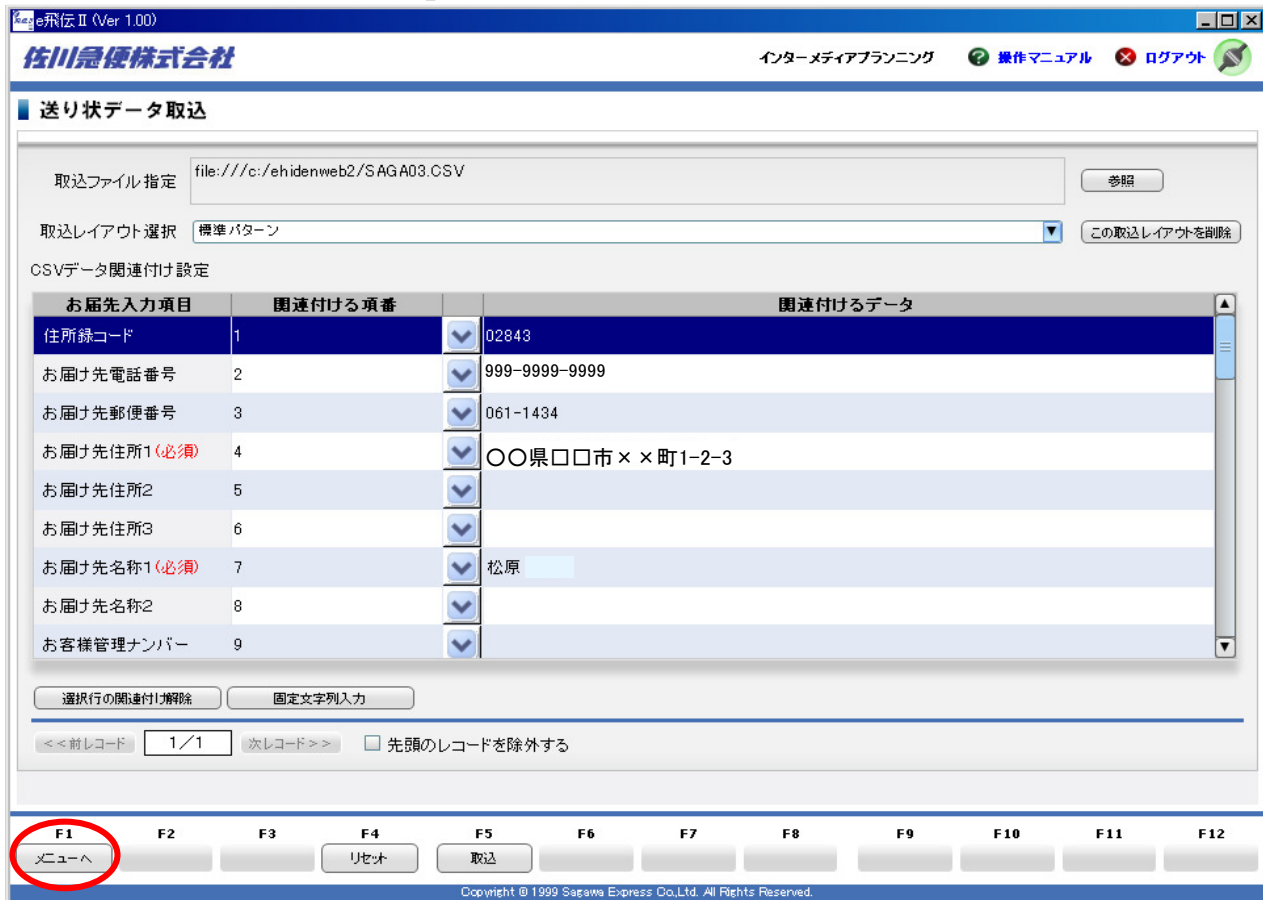 e飛伝Ⅱ (Ver 1.00)
佐川急便株式会社 インターメディアプランニング ? 操作マニュアル ログアウト
送り状データ取込
取込ファイル指定 file:///c:/ehidenweb2/SAGA03.CSV 参照
取込レイアウト選択 標準パターン この取込レイアウトを削除
CSVデータ関連付け設定
お届先入力項目 関連付ける項番 関連付けるデータ
住所録コード 1 02843
お届け先電話番号 2 999-9999-9999
お届け先郵便番号 3 061-1434
お届け先住所1(必須) 4 〇〇県□□市××町1-2-3
お届け先住所2 5
お届け先住所3 6
お届け先名称1(必須) 7 松原
お届け先名称2 8
お客様管理ナンバー 9
選択行の関連付け解除 固定文字列入力
<<前レコード 1/1 次レコード>> 先頭のレコードを除外する
F1 F2 F3 F4 F5 F6 F7 F8 F9 F10 F11 F12
メニューへ リセット 取込
Copyright © 1999 Sagawa Express Co.,Ltd. All Rights Reserved.